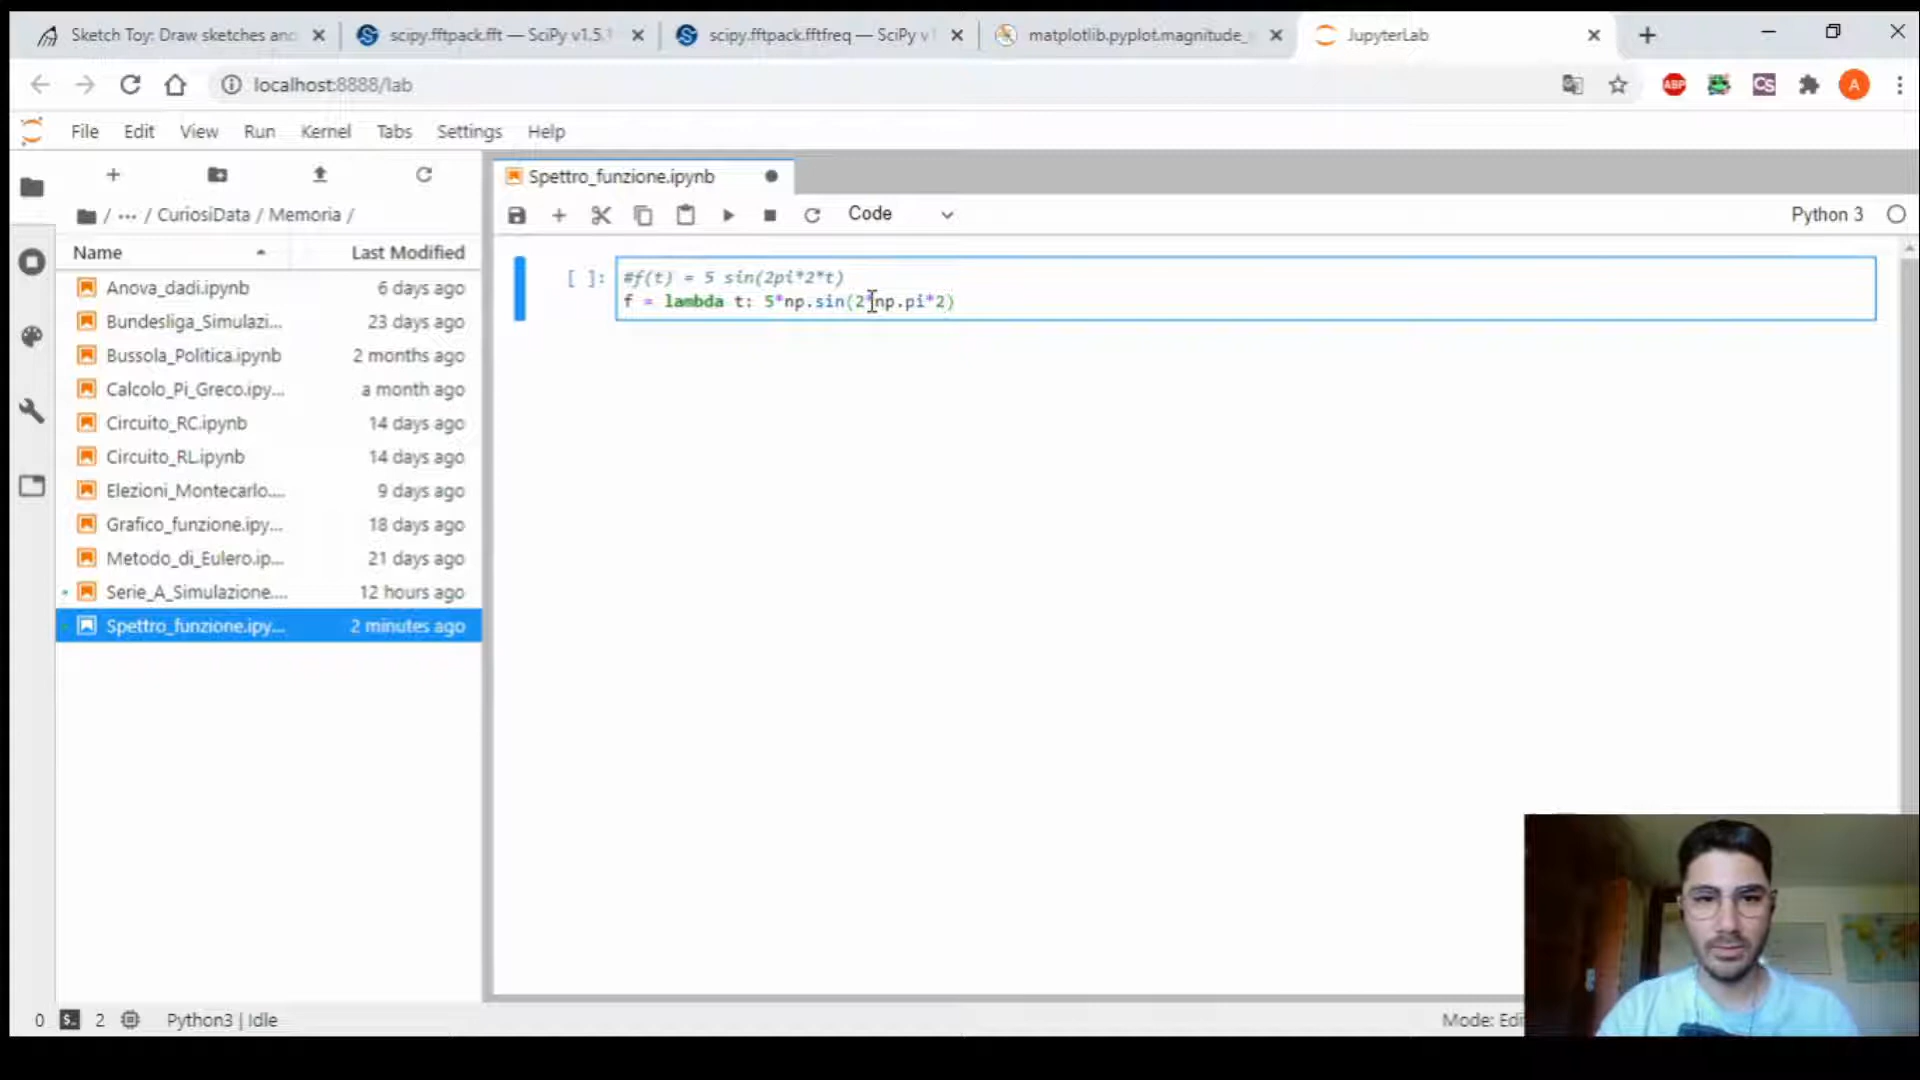 Sketch Toy: Draw sketches and
scipy.fftpack.fft — SciPy v1.5.
scipy.fftpack.fftfreq — SciPy v
matplotlib.pyplot.magnitude_
JupyterLab
localhost:8888/lab
ABP
CS
A
File Edit View Run Kernel Tabs Settings Help
Spettro_funzione.ipynb
/ ··· / CuriosiData / Memoria /
Code
Python 3
Name Last Modified
Anova_dadi.ipynb 6 days ago
Bundesliga_Simulazi... 23 days ago
Bussola_Politica.ipynb 2 months ago
Calcolo_Pi_Greco.ipy... a month ago
Circuito_RC.ipynb 14 days ago
Circuito_RL.ipynb 14 days ago
Elezioni_Montecarlo.... 9 days ago
Grafico_funzione.ipy... 18 days ago
Metodo_di_Eulero.ip... 21 days ago
Serie_A_Simulazione.... 12 hours ago
Spettro_funzione.ipy... 2 minutes ago
[ ]:
#f(t) = 5 sin(2pi*2*t)
f = lambda t: 5*np.sin(2*np.pi*2)
0 2 Python3 | Idle
Mode: Edi